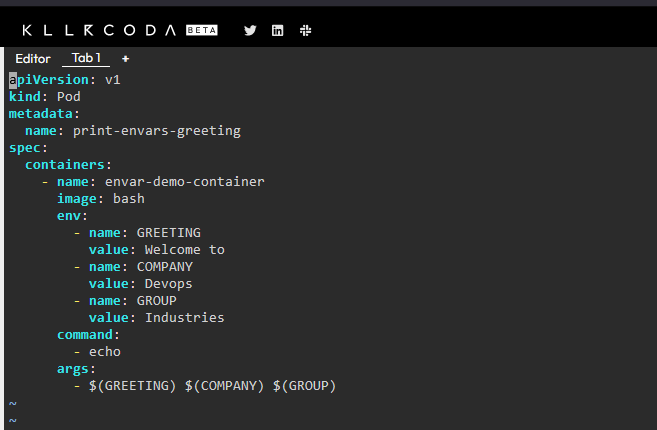 KLLRCODA BETA
Editor Tab 1 +
apiVersion: v1
kind: Pod
metadata:
  name: print-envars-greeting
spec:
  containers:
    - name: envar-demo-container
      image: bash
      env:
        - name: GREETING
          value: Welcome to
        - name: COMPANY
          value: Devops
        - name: GROUP
          value: Industries
      command:
        - echo
      args:
        - $(GREETING) $(COMPANY) $(GROUP)
~
~